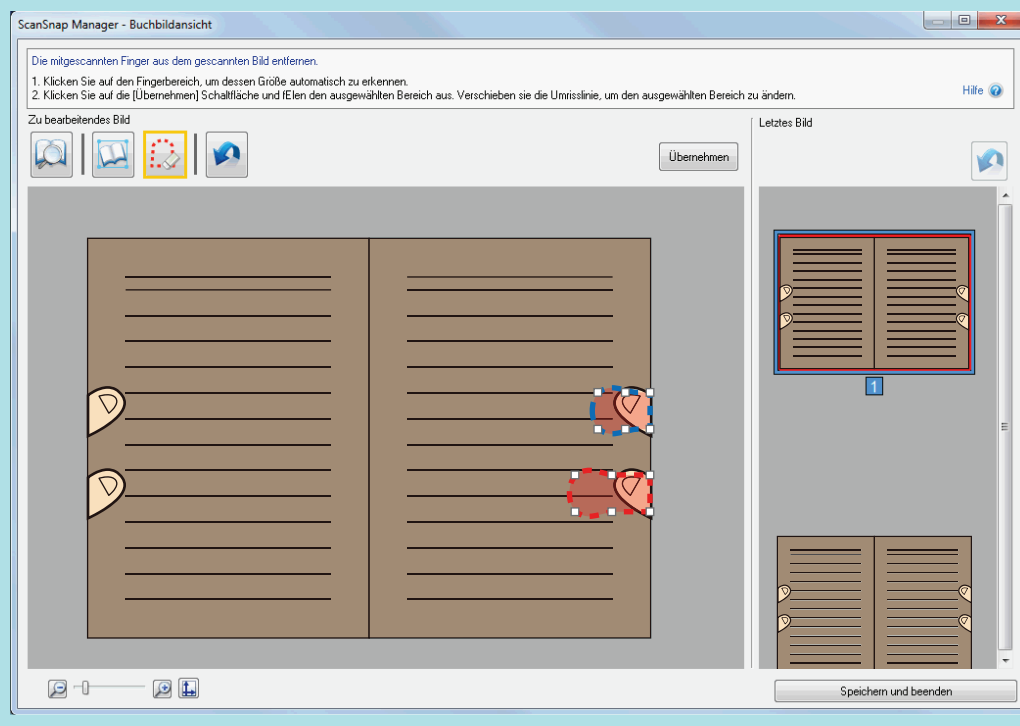 ScanSnap Manager - Buchbildansicht
Die mitgescannten Finger aus dem gescannten Bild entfernen.
1. Klicken Sie auf den Fingerbereich, um dessen Größe automatisch zu erkennen.
2. Klicken Sie auf die [Übernehmen] Schaltfläche und fElen den ausgewählten Bereich aus. Verschieben sie die Umrisslinie, um den ausgewählten Bereich zu ändern.
Hilfe
Zu bearbeitendes Bild
Letztes Bild
Übernehmen
1
Speichern und beenden